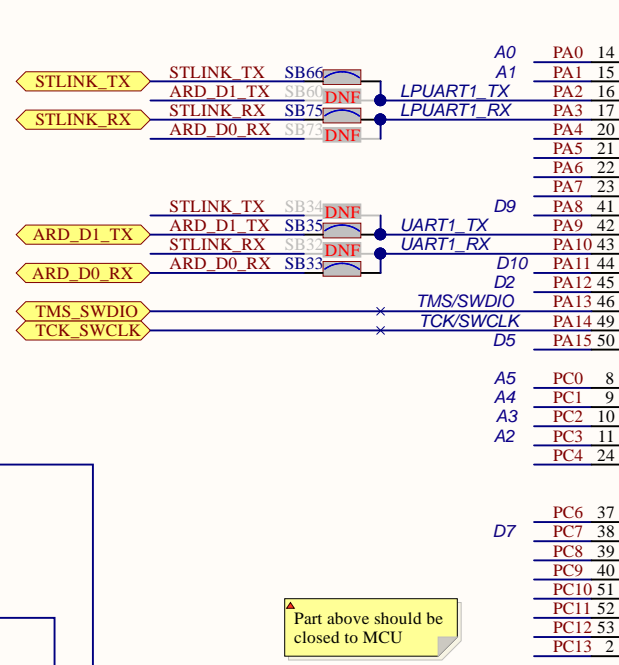 A0 PA0 14
STLINK_TX STLINK_TX SB66 A1 PA1 15
ARD_D1_TX SB60 DNF LPUART1_TX PA2 16
STLINK_RX STLINK_RX SB75 LPUART1_RX PA3 17
ARD_D0_RX SB73 DNF PA4 20
PA5 21
PA6 22
PA7 23
STLINK_TX SB34 DNF D9 PA8 41
ARD_D1_TX ARD_D1_TX SB35 UART1_TX PA9 42
STLINK_RX SB32 DNF UART1_RX PA10 43
ARD_D0_RX ARD_D0_RX SB33 D10 PA11 44
D2 PA12 45
TMS_SWDIO TMS/SWDIO PA13 46
TCK_SWCLK TCK/SWCLK PA14 49
D5 PA15 50
A5 PC0 8
A4 PC1 9
A3 PC2 10
A2 PC3 11
PC4 24
PC6 37
D7 PC7 38
PC8 39
PC9 40
PC10 51
PC11 52
PC12 53
PC13 2
Part above should be
closed to MCU